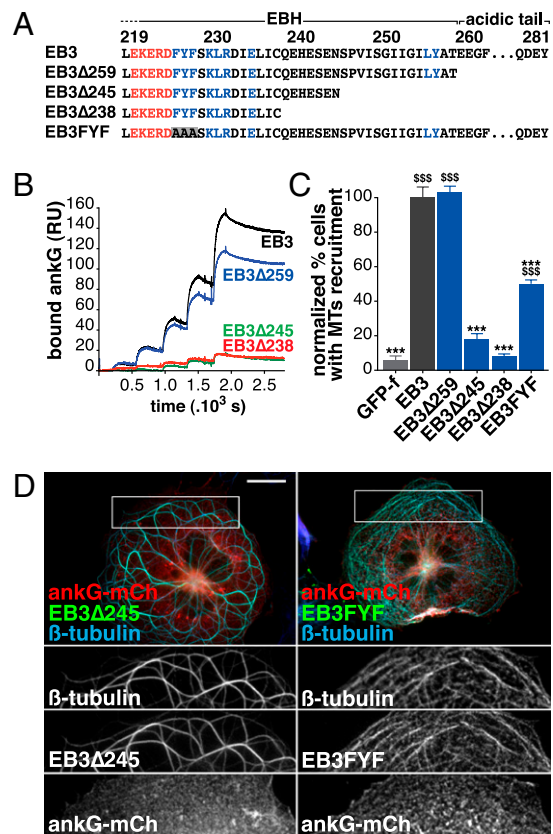 A
EBH
acidic tail
219 230 240 250 260 281
EB3 LEKERDFYFSKLRDIELICQEHESENSPVISGIIGILYATEEGF...QDEY
EB3Δ259 LEKERDFYFSKLRDIELICQEHESENSPVISGIIGILYAT
EB3Δ245 LEKERDFYFSKLRDIELICQEHESEN
EB3Δ238 LEKERDFYFSKLRDIELIC
EB3FYF LEKERDAAASKLRDIELICQEHESENSPVISGIIGILYATEEGF...QDEY
B
bound ankG (RU)
160
140
120
100
80
60
40
20
0
EB3
EB3Δ259
EB3Δ245
EB3Δ238
0.5 1.0 1.5 2.0 2.5
time (.10³ s)
C
normalized % cells with MTs recruitment
100
80
60
40
20
0
***
$$$
$$$
***
***
***
$$$
GFP-f
EB3
EB3Δ259
EB3Δ245
EB3Δ238
EB3FYF
D
ankG-mCh
EB3Δ245
ß-tubulin
ankG-mCh
EB3FYF
ß-tubulin
ß-tubulin
ß-tubulin
EB3Δ245
EB3FYF
ankG-mCh
ankG-mCh